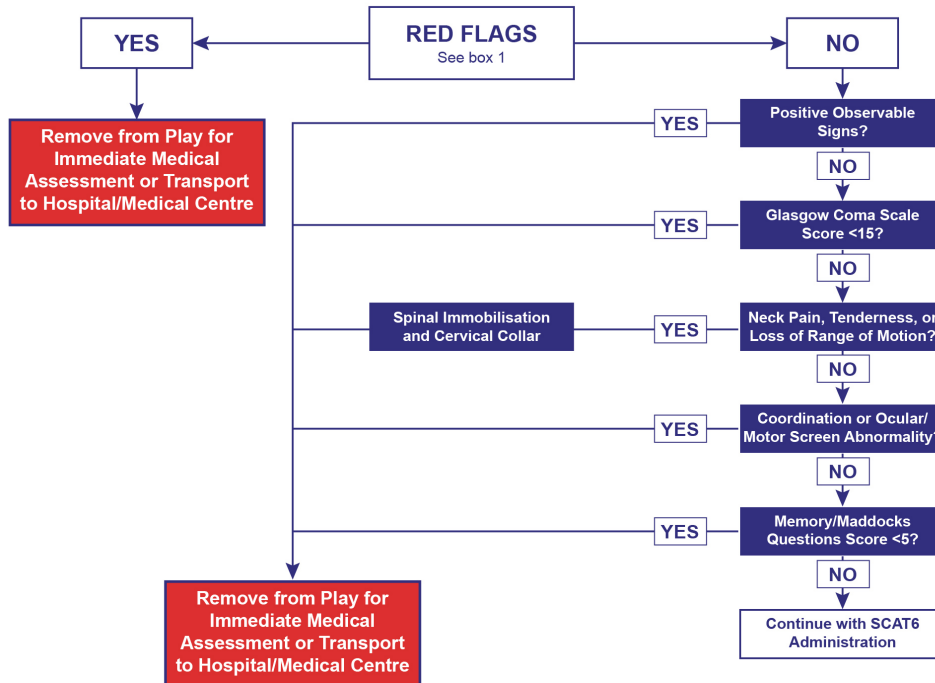 YES
RED FLAGS
See box 1
NO
Remove from Play for
Immediate Medical
Assessment or Transport
to Hospital/Medical Centre
Positive Observable
Signs?
YES
NO
Glasgow Coma Scale
Score <15?
YES
NO
Neck Pain, Tenderness, or
Loss of Range of Motion?
YES
Spinal Immobilisation
and Cervical Collar
NO
Coordination or Ocular/
Motor Screen Abnormality?
YES
NO
Memory/Maddocks
Questions Score <5?
YES
NO
Remove from Play for
Immediate Medical
Assessment or Transport
to Hospital/Medical Centre
Continue with SCAT6
Administration